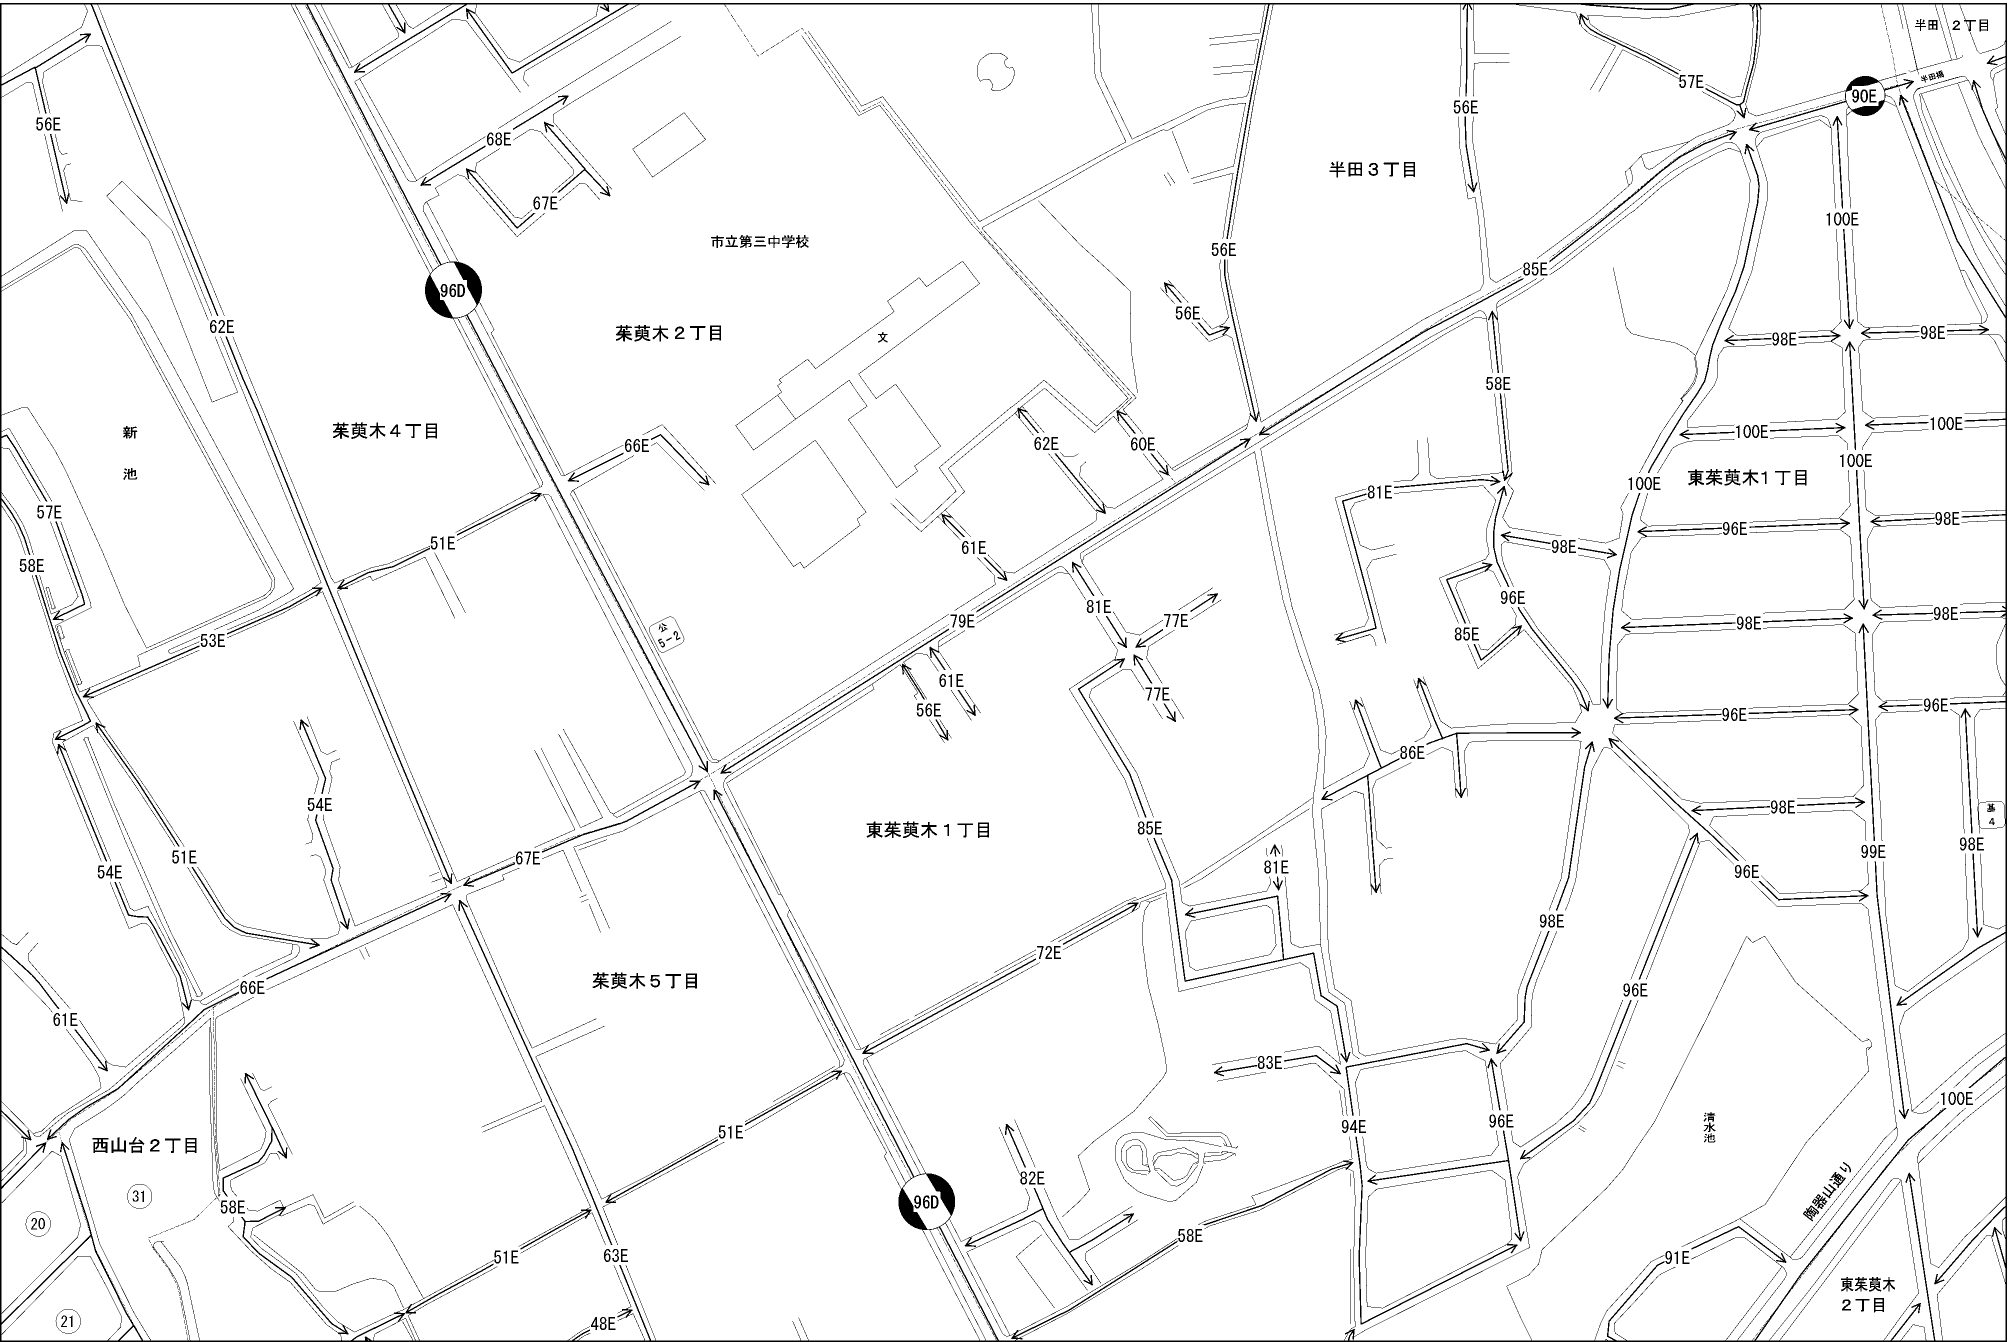 半田 2丁目
半田橋
57E
90E
56E
56E
68E
半田3丁目
67E
100E
市立第三中学校
56E
85E
96D
56E
62E
茱萸木2丁目
文
98E
98E
58E
新
池
茱萸木4丁目
66E
62E
60E
100E
100E
100E
東茱萸木1丁目
81E
100E
57E
51E
61E
98E
96E
98E
58E
81E
96E
77E
79E
98E
98E
公
5-2
53E
85E
61E
77E
56E
96E
96E
86E
54E
98E
墓
4
東茱萸木1丁目
85E
51E
67E
81E
99E
98E
54E
96E
98E
72E
茱萸木5丁目
66E
96E
61E
83E
100E
94E
96E
清水池
51E
西山台2丁目
82E
陶器山通り
31
96D
58E
20
58E
51E
63E
91E
東茱萸木
2丁目
21
48E